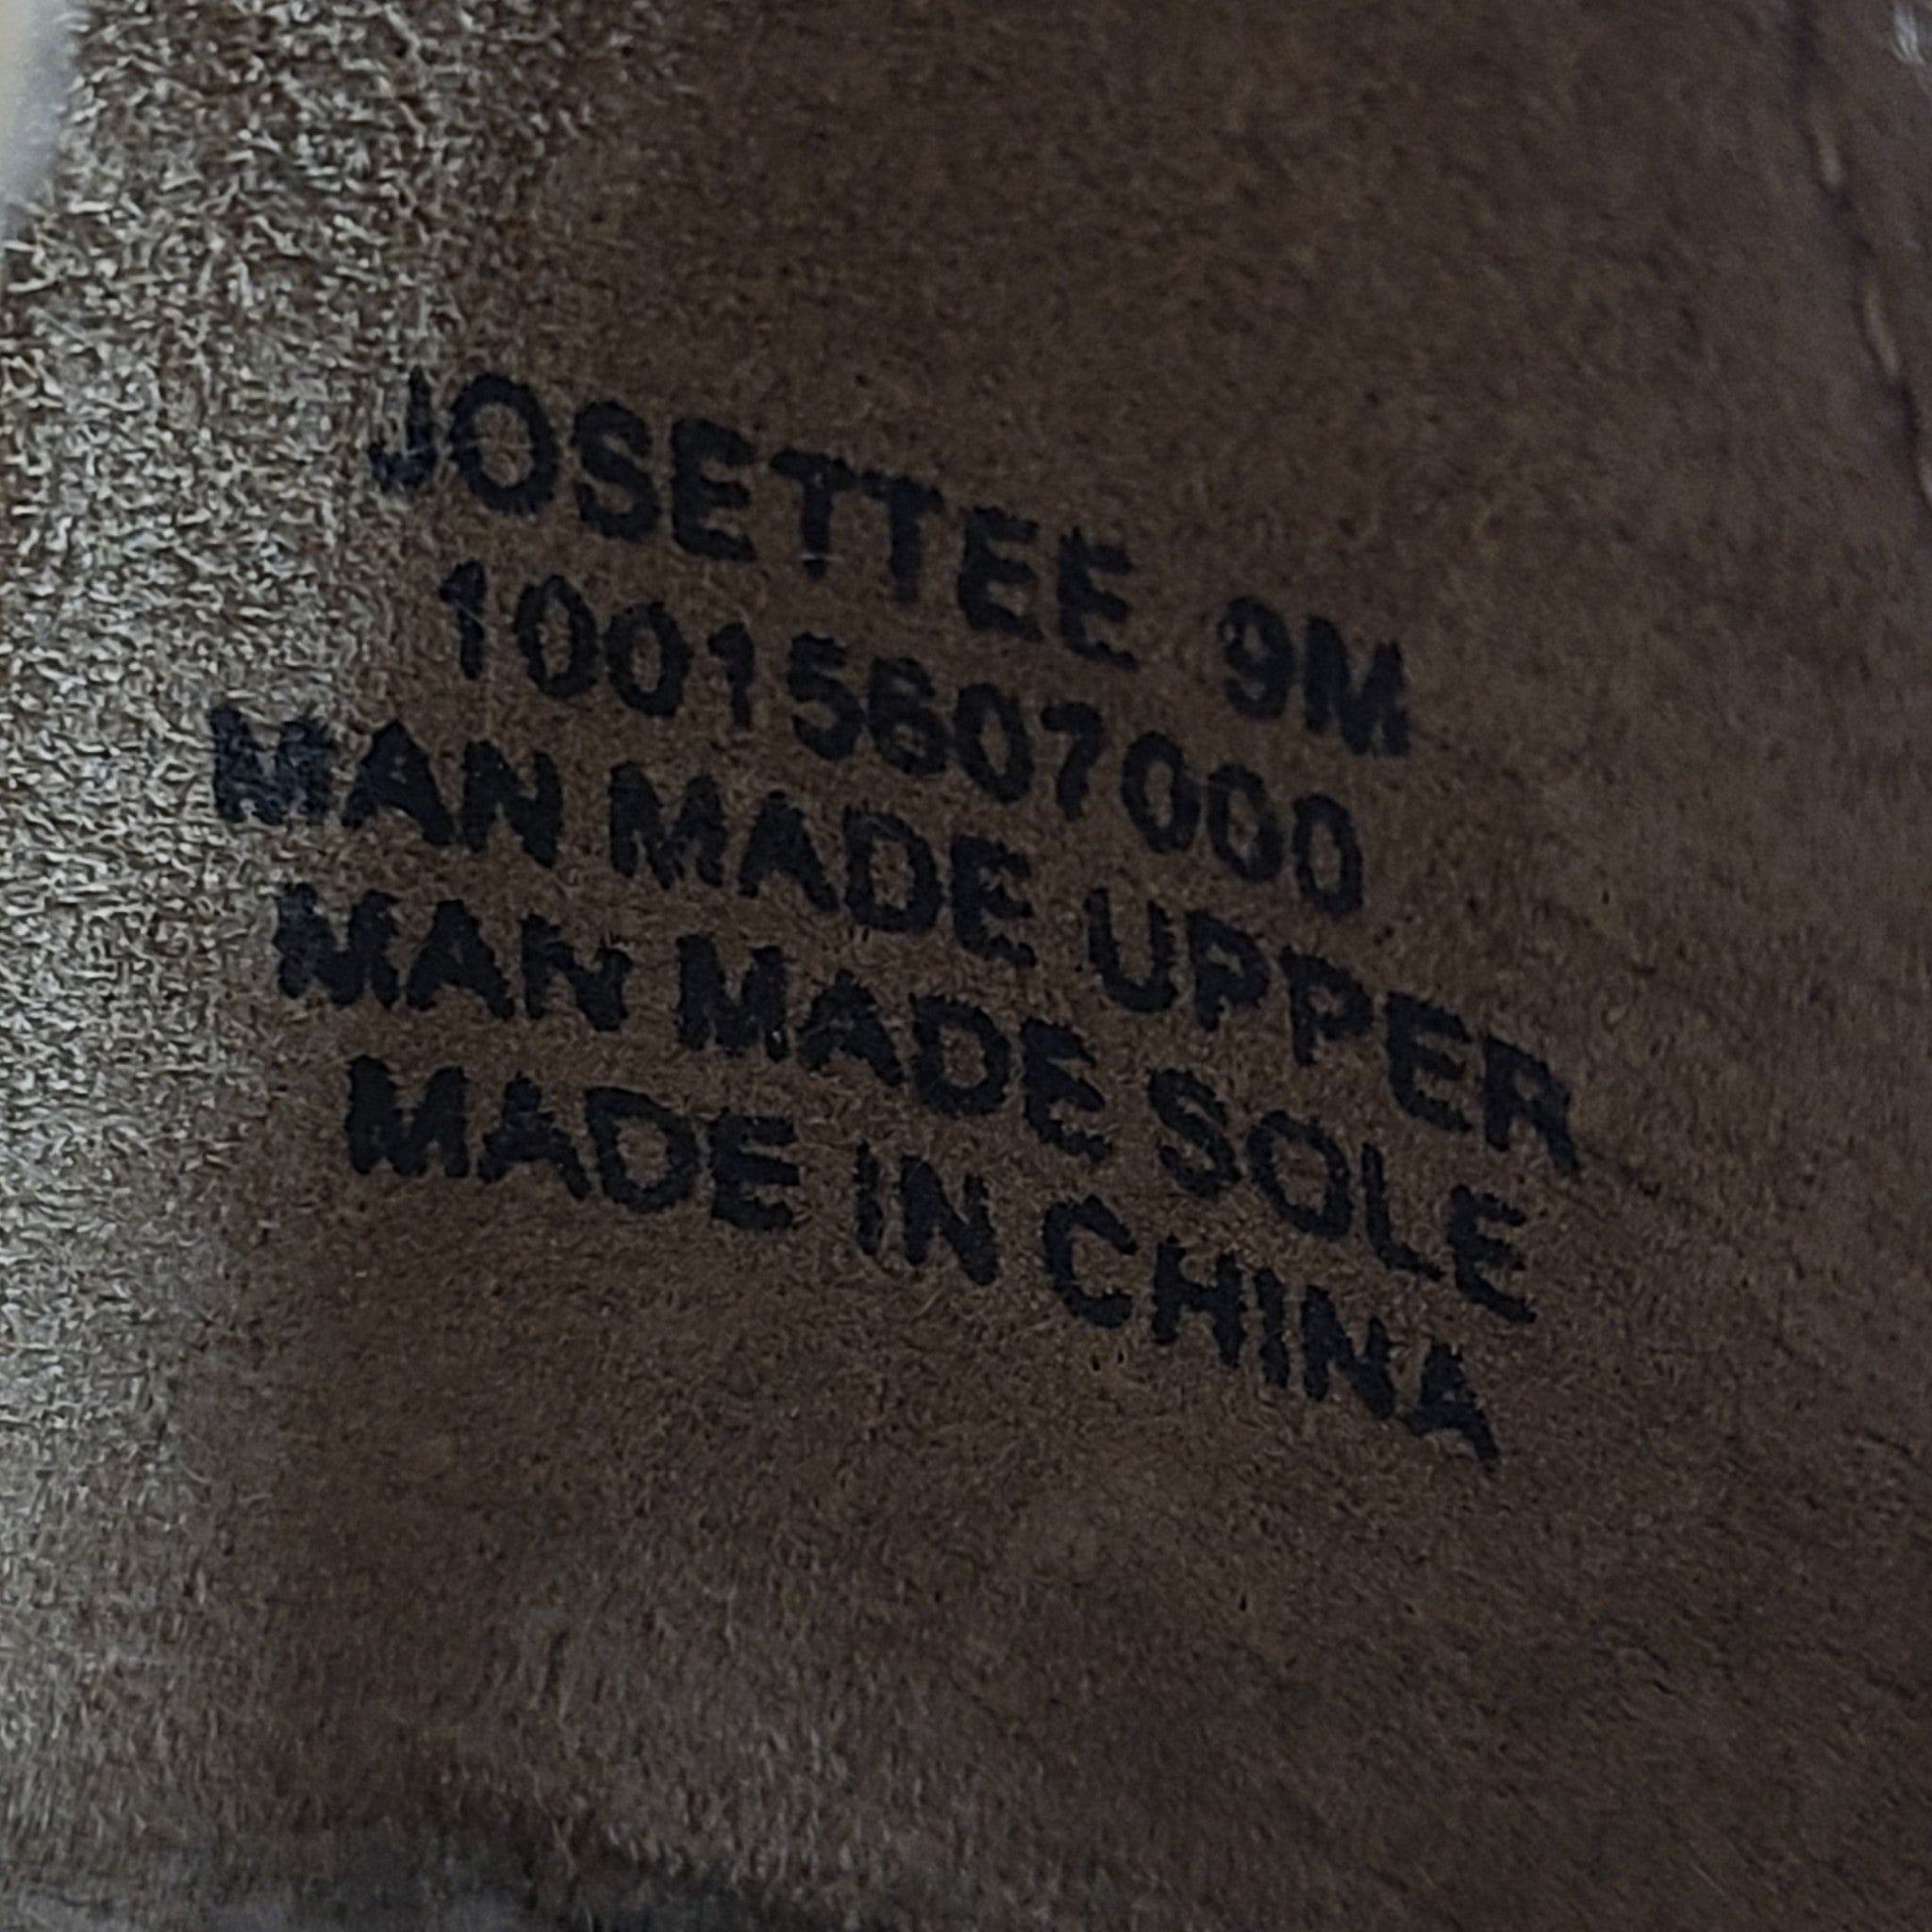 JOSETTEE 9M
10015607000
MAN MADE UPPER
MAN MADE SOLE
MADE IN CHINA